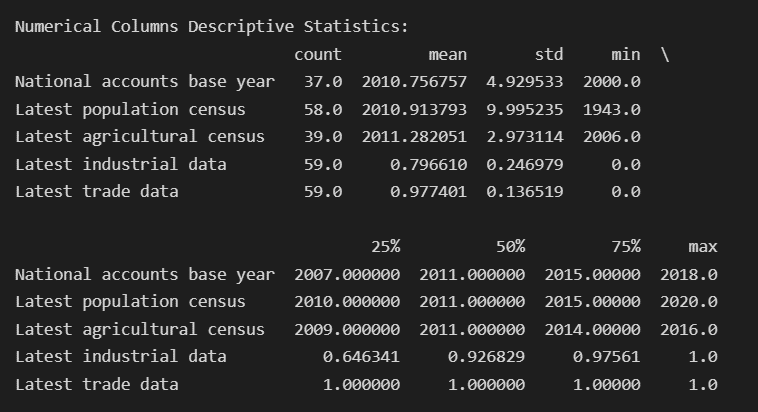 Numerical Columns Descriptive Statistics:
count mean std min \
National accounts base year 37.0 2010.756757 4.929533 2000.0
Latest population census 58.0 2010.913793 9.995235 1943.0
Latest agricultural census 39.0 2011.282051 2.973114 2006.0
Latest industrial data 59.0 0.796610 0.246979 0.0
Latest trade data 59.0 0.977401 0.136519 0.0
25% 50% 75% max
National accounts base year 2007.000000 2011.000000 2015.00000 2018.0
Latest population census 2010.000000 2011.000000 2015.00000 2020.0
Latest agricultural census 2009.000000 2011.000000 2014.00000 2016.0
Latest industrial data 0.646341 0.926829 0.97561 1.0
Latest trade data 1.000000 1.000000 1.00000 1.0